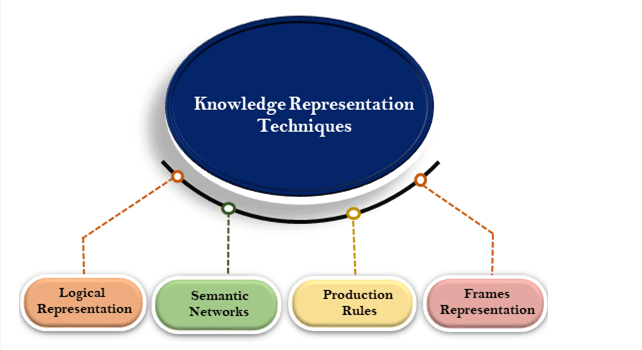 Knowledge Representation
Techniques
Logical
Representation
Semantic
Networks
Production
Rules
Frames
Representation